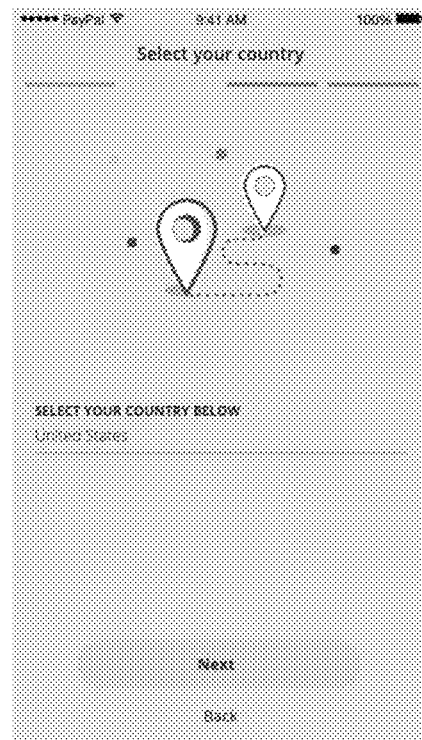 ●●●●● PayPal 9:41 AM 100%
Select your country
SELECT YOUR COUNTRY BELOW
United States
Next
Back